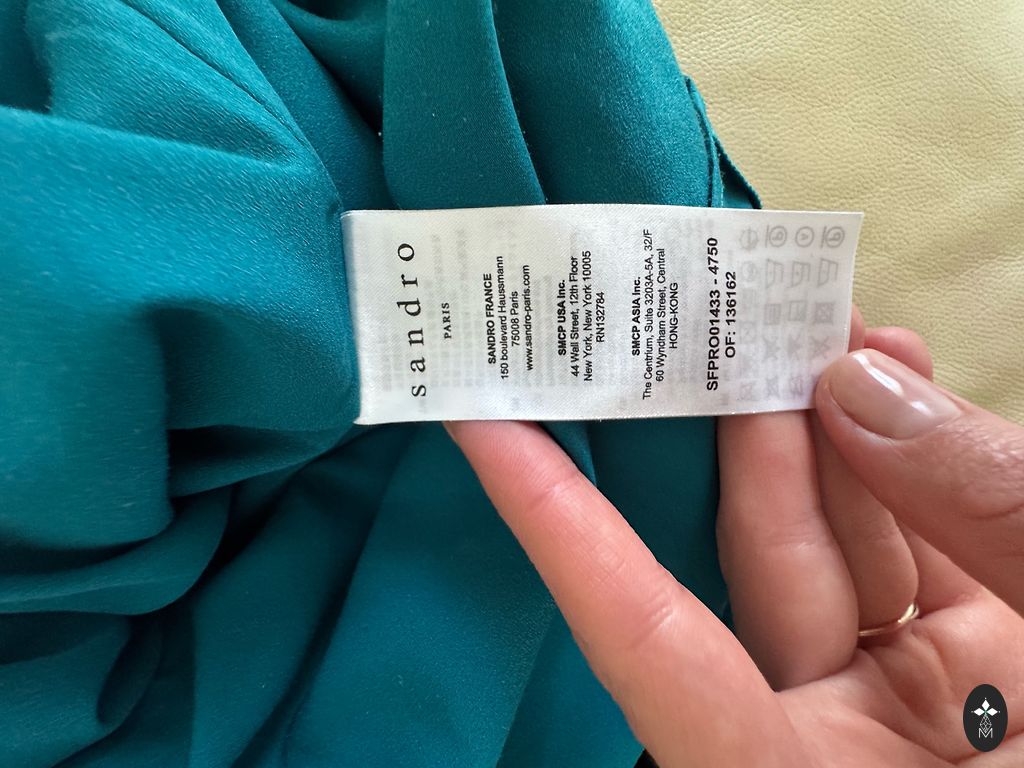 sandro
PARIS
SANDRO FRANCE
150 boulevard Haussmann
75008 Paris
www.sandro-paris.com
SMCP USA Inc.
44 Wall Street, 12th Floor
New York, New York 10005
RN132784
SMCP ASIA Inc.
The Centrium, Suite 3203A-5A, 32/F
60 Wyndham Street, Central
HONG-KONG
SFPRO01433 - 4750
OF: 136162
M